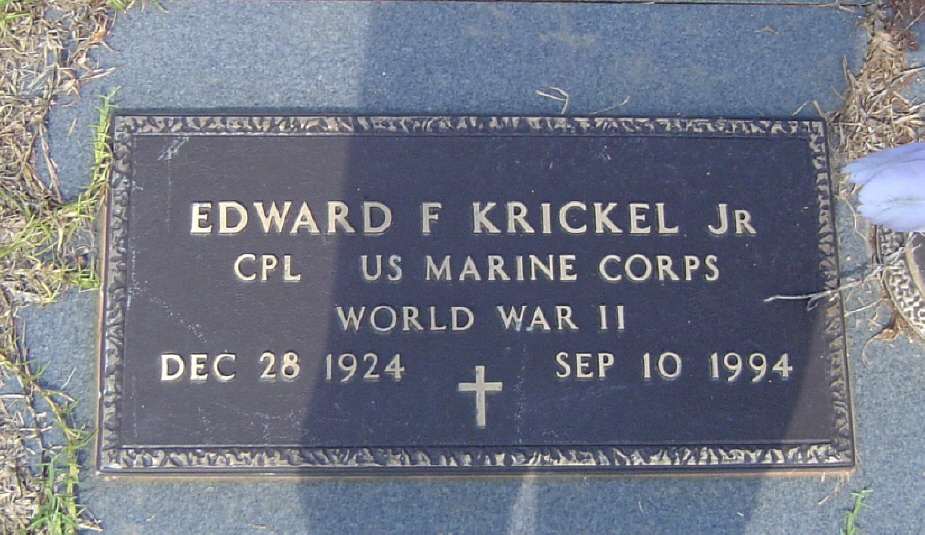 EDWARD F KRICKEL JR
CPL US MARINE CORPS
WORLD WAR II
DEC 28 1924 SEP 10 1994